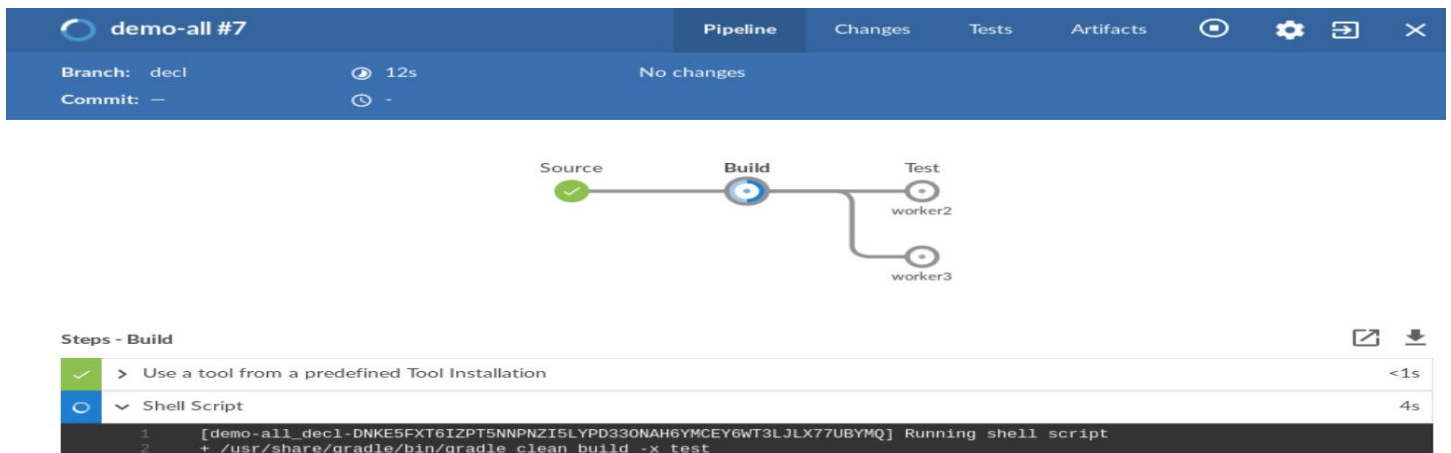 demo-all #7 Pipeline Changes Tests Artifacts
Branch: decl 12s No changes
Commit: — -
Source Build Test
worker2
worker3
Steps - Build
Use a tool from a predefined Tool Installation <1s
Shell Script 4s
1 [demo-all_decl-DNKE5FXT6IZPT5NNPNZI5LYPD33ONAH6YMCEY6WT3LJLX77UBYMQ] Running shell script
2 + /usr/share/gradle/bin/gradle clean build -x test